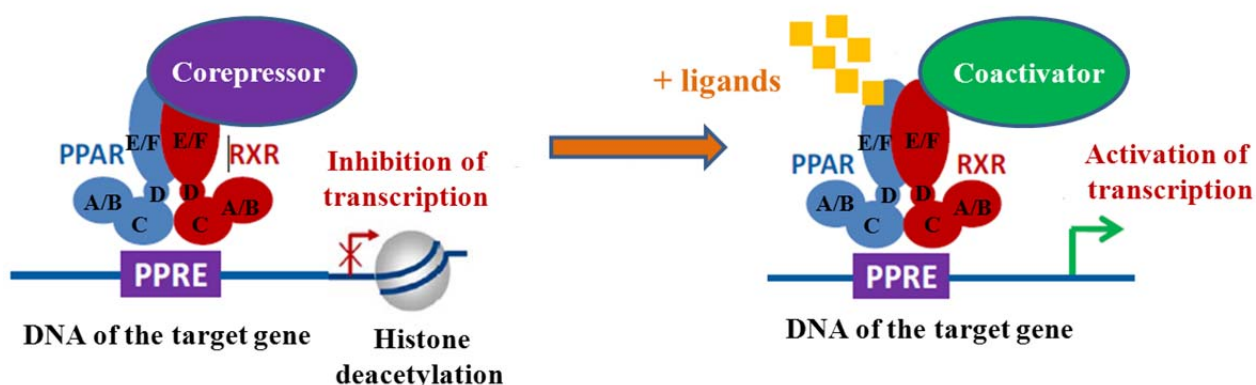 Corepressor
E/F
E/F
PPAR
RXR
A/B
D
D
A/B
C
C
Inhibition of
transcription
PPRE
DNA of the target gene
Histone
deacetylation
+ ligands
Coactivator
E/F
E/F
PPAR
RXR
A/B
D
D
A/B
C
C
Activation of
transcription
PPRE
DNA of the target gene